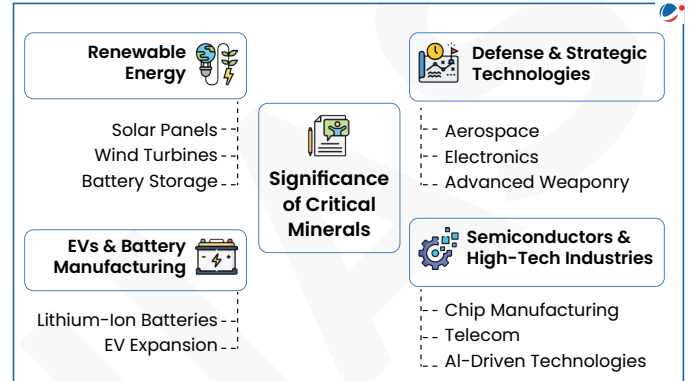 Renewable
Energy
Solar Panels
Wind Turbines
Battery Storage
EVs & Battery
Manufacturing
Lithium-Ion Batteries
EV Expansion
Significance
of Critical
Minerals
Defense & Strategic
Technologies
Aerospace
Electronics
Advanced Weaponry
Semiconductors &
High-Tech Industries
Chip Manufacturing
Telecom
AI-Driven Technologies